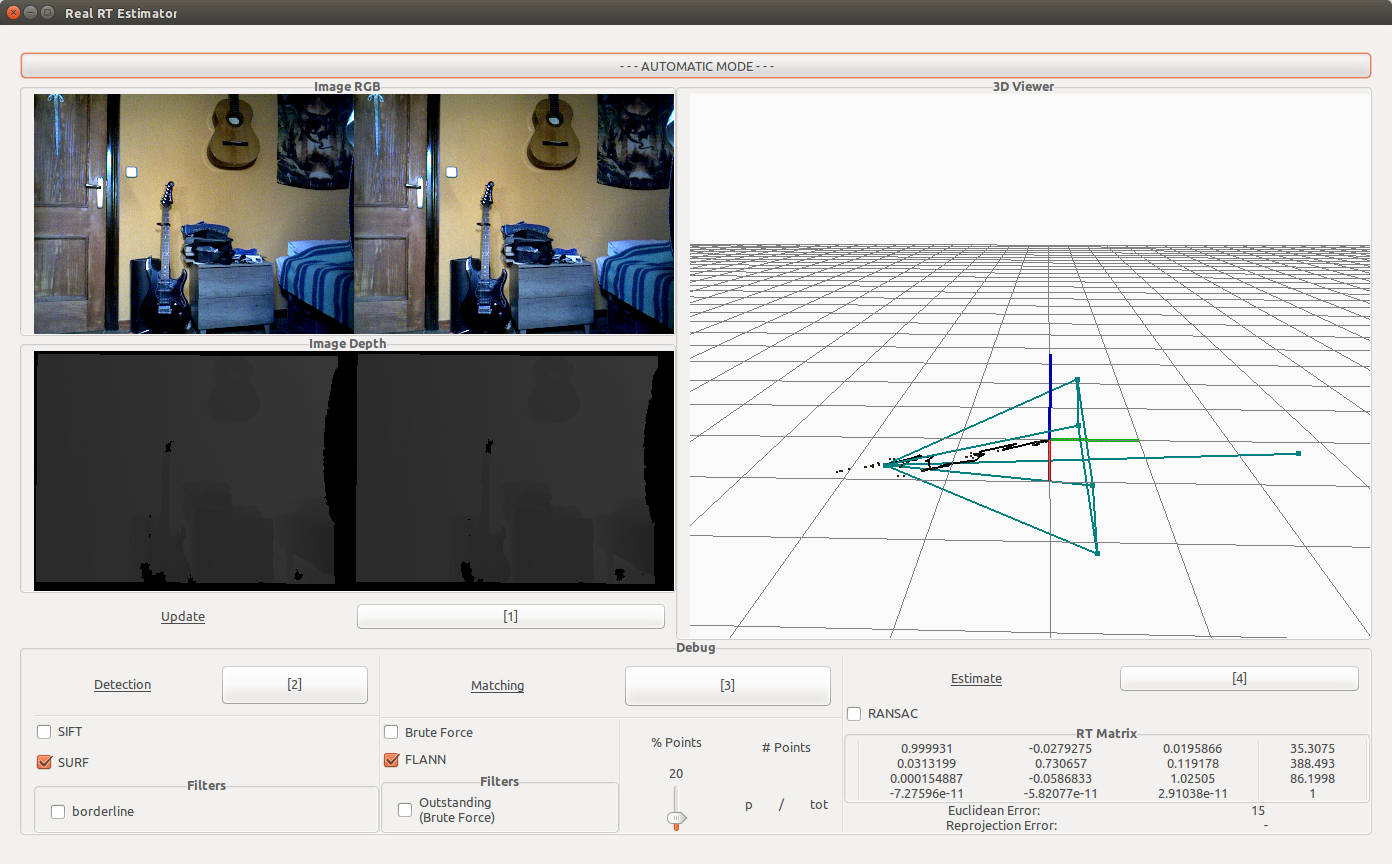 Real RT Estimator
- - - AUTOMATIC MODE - - -
Image RGB
3D Viewer
Image Depth
Update
[1]
Debug
Detection
[2]
Matching
[3]
Estimate
[4]
SIFT
SURF
Filters
borderline
Brute Force
FLANN
Filters
Outstanding
(Brute Force)
% Points
# Points
20
p / tot
RANSAC
RT Matrix
0.999931 -0.0279275 0.0195866 35.3075
0.0313199 0.730657 0.119178 388.493
0.000154887 -0.0586833 1.02505 86.1998
-7.27596e-11 -5.82077e-11 2.91038e-11 1
Euclidean Error: 15
Reprojection Error: -